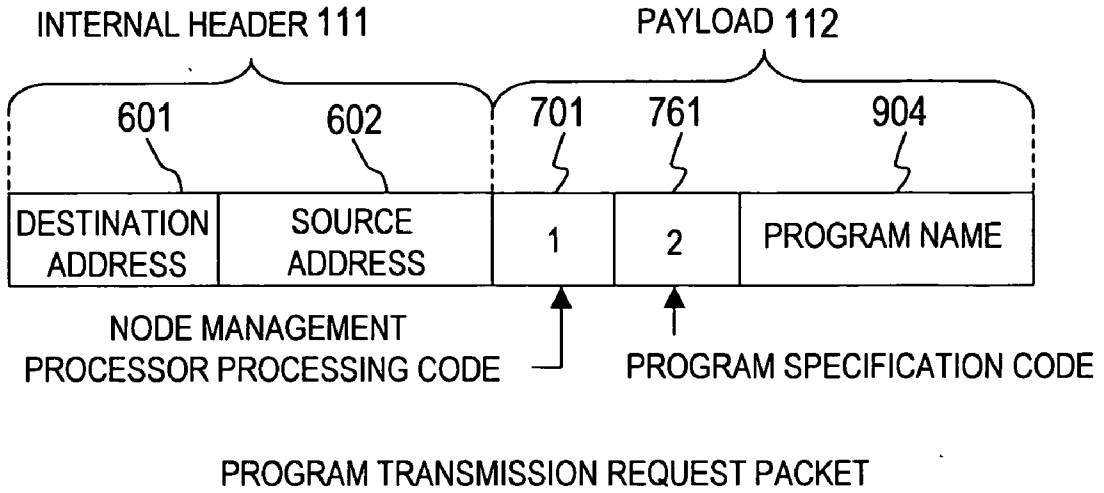 INTERNAL HEADER 111
PAYLOAD 112
601
602
701
761
904
DESTINATION
ADDRESS
SOURCE
ADDRESS
1
2
PROGRAM NAME
NODE MANAGEMENT
PROCESSOR PROCESSING CODE
PROGRAM SPECIFICATION CODE
PROGRAM TRANSMISSION REQUEST PACKET